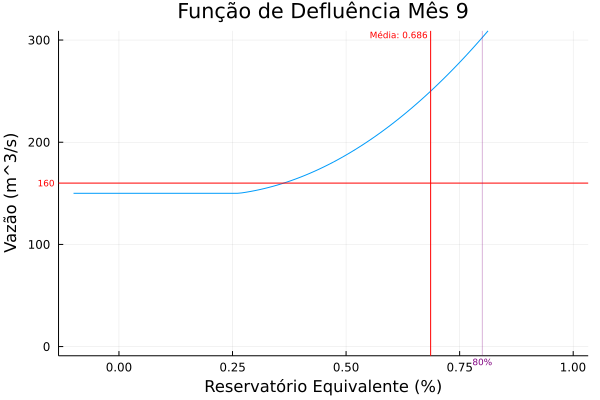 Função de Defluência Mês 9
Média: 0.686
300
200
160
100
0
Vazão (m^3/s)
0.00
0.25
0.50
0.75
80%
1.00
Reservatório Equivalente (%)